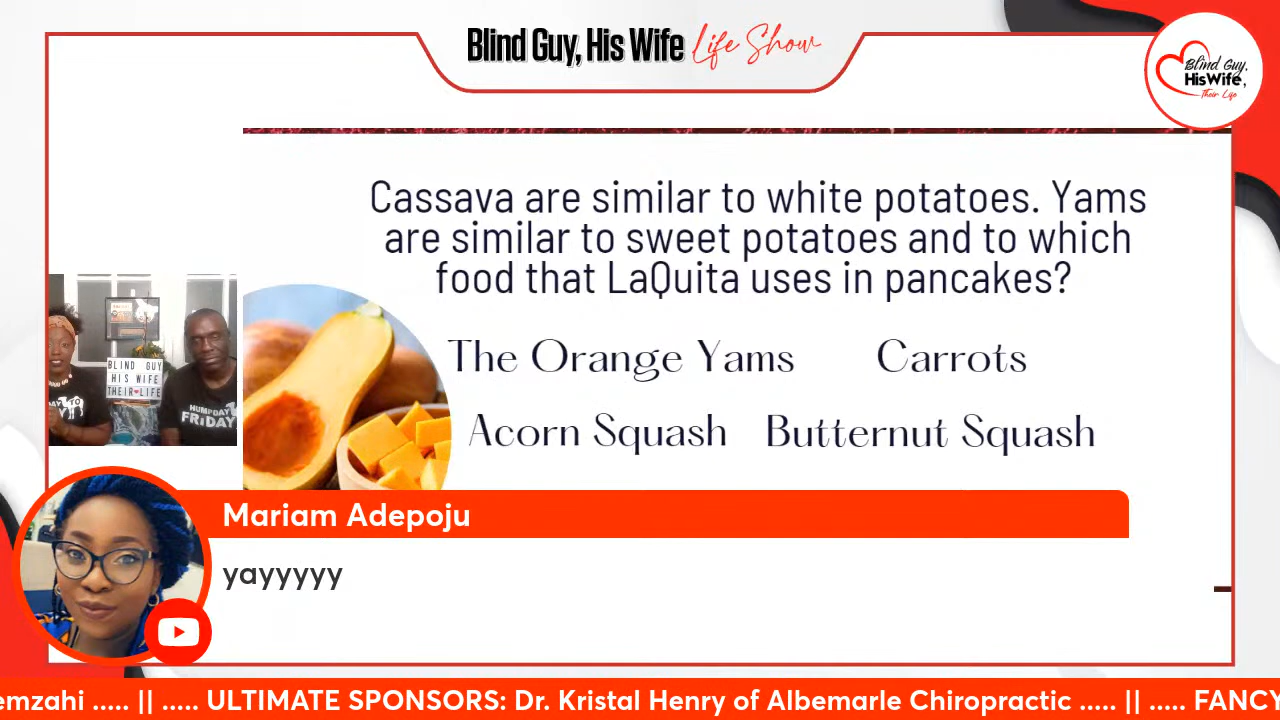 Blind Guy, His Wife Life Show
Blind Guy,
His Wife,
Their Life
Cassava are similar to white potatoes. Yams
are similar to sweet potatoes and to which
food that LaQuita uses in pancakes?
The Orange Yams
Carrots
Acorn Squash
Butternut Squash
BLIND GUY
HIS WIFE
THEIR♥LIFE
HUMPDAY
FRIDAY
Mariam Adepoju
yayyyyy
emzahi ..... || ..... ULTIMATE SPONSORS: Dr. Kristal Henry of Albemarle Chiropractic ..... || ..... FANCY